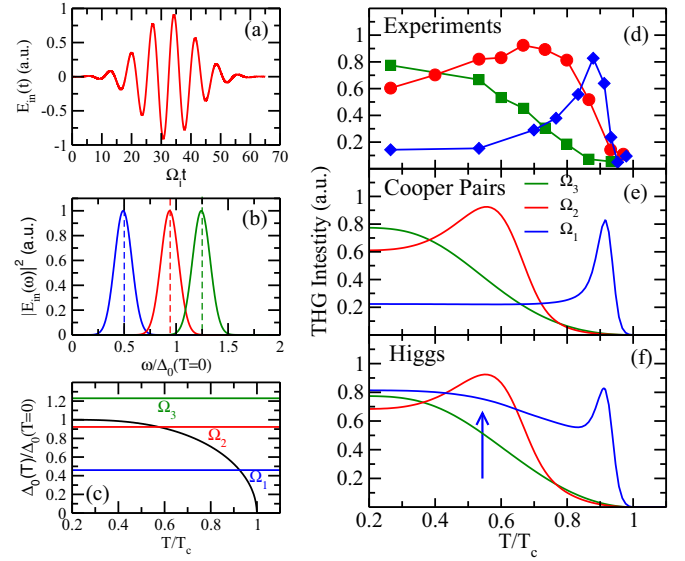 (a)
E_in(t) (a.u.)
1
0.5
0
-0.5
-1
0 10 20 30 40 50 60 70
Ω_i t
(b)
|E_in(ω)|² (a.u.)
1
0.8
0.6
0.4
0.2
0
0 0.5 1 1.5 2
ω/Δ_0(T=0)
Δ_0(T)/Δ_0(T=0)
1.2
1
0.8
0.6
0.4
0.2
0
Ω_3
Ω_2
Ω_1
(c)
0.2 0.4 0.6 0.8 1
T/T_c
THG Intestity (a.u.)
Experiments
(d)
1
0.8
0.6
0.4
0.2
Cooper Pairs
(e)
Ω_3
Ω_2
Ω_1
1
0.8
0.6
0.4
0.2
Higgs
(f)
1
0.8
0.6
0.4
0.2
0.2 0.4 0.6 0.8 1
T/T_c